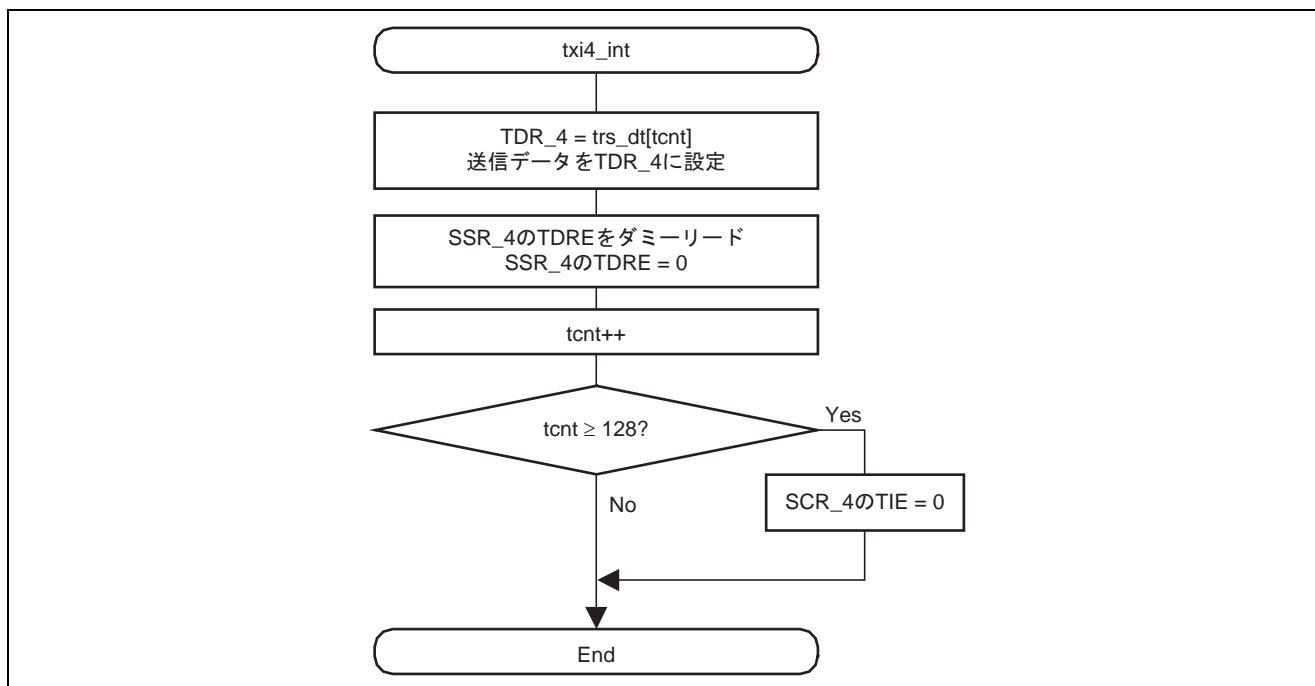 txi4_int
TDR_4 = trs_dt[tcnt]
送信データをTDR_4に設定
SSR_4のTDREをダミーリード
SSR_4のTDRE = 0
tcnt++
tcnt ≥ 128?
Yes
No
SCR_4のTIE = 0
End